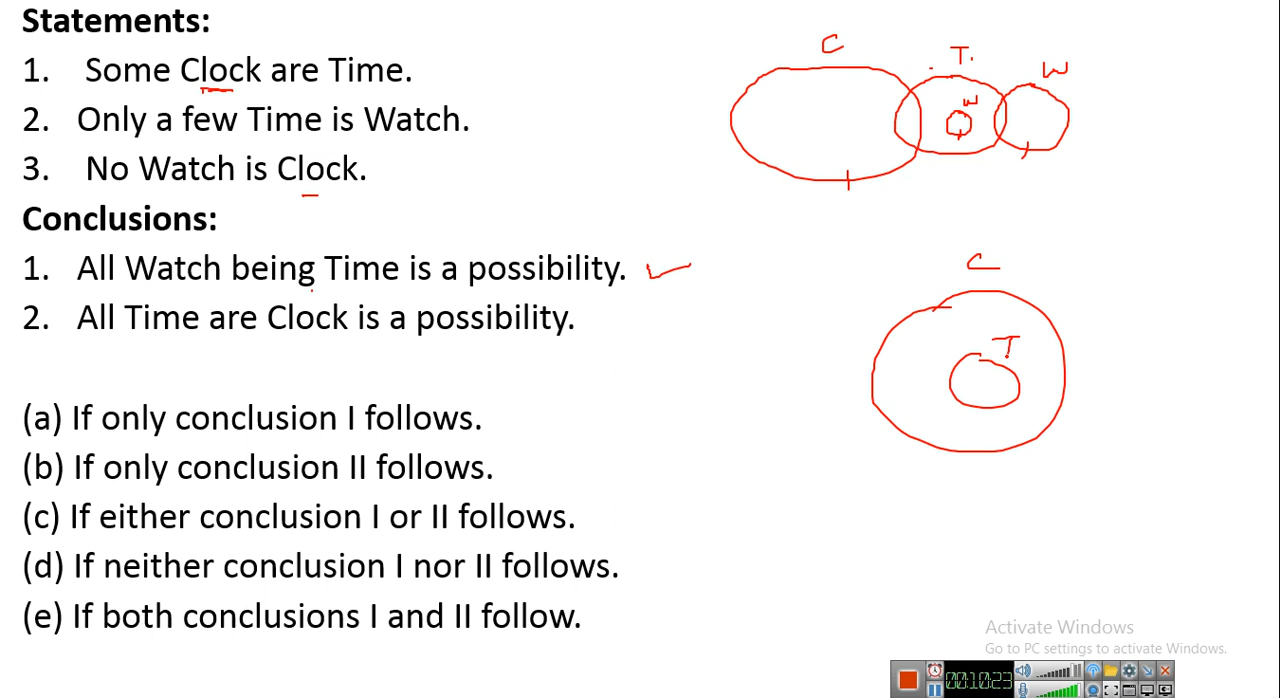 Statements:
1. Some Clock are Time.
2. Only a few Time is Watch.
3. No Watch is Clock.
Conclusions:
1. All Watch being Time is a possibility.
2. All Time are Clock is a possibility.
(a) If only conclusion I follows.
(b) If only conclusion II follows.
(c) If either conclusion I or II follows.
(d) If neither conclusion I nor II follows.
(e) If both conclusions I and II follow.
C
T.
W
W
C
T
Activate Windows
Go to PC settings to activate Windows.
00:10:23